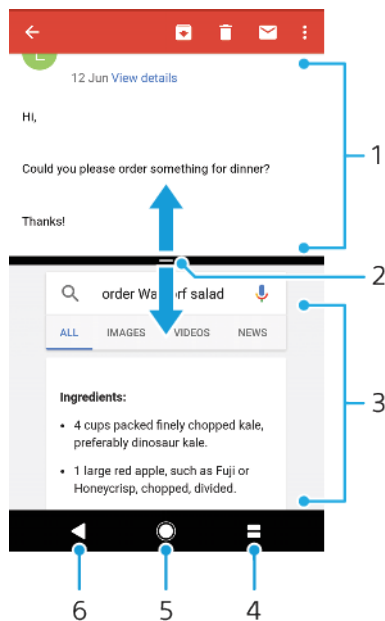 12 Jun View details
Hi,
Could you please order something for dinner?
Thanks!
1
2
order Wa rf salad
ALL IMAGES VIDEOS NEWS
3
Ingredients:
• 4 cups packed finely chopped kale,
preferably dinosaur kale.
• 1 large red apple, such as Fuji or
Honeycrisp, chopped, divided.
6 5 4